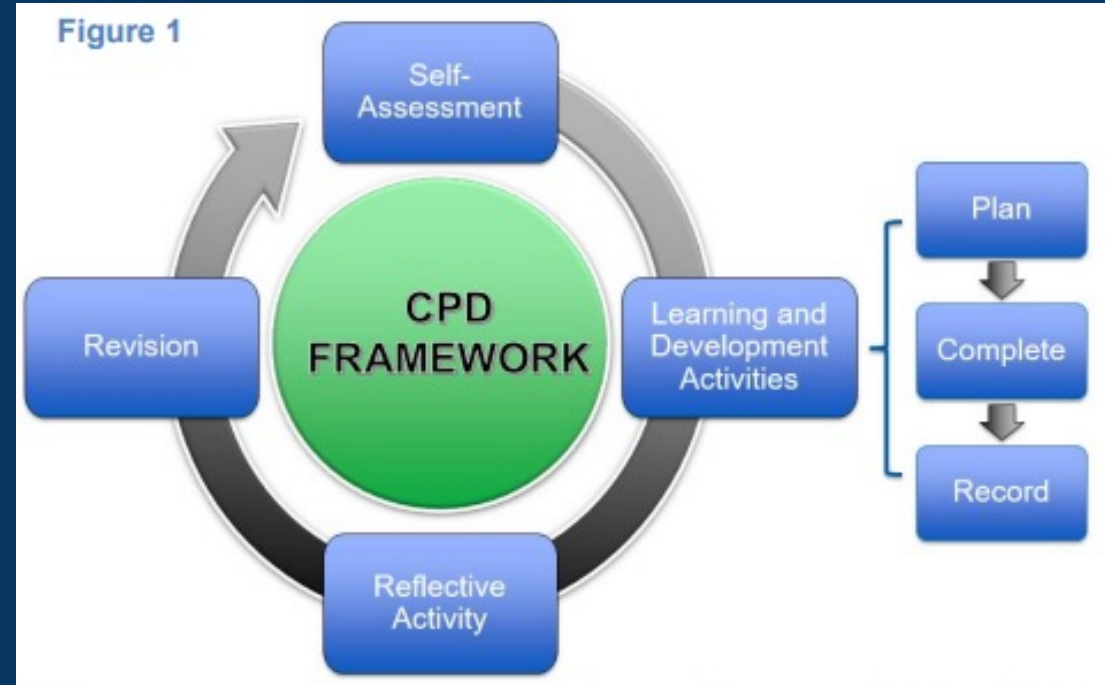 Figure 1
Self-
Assessment
CPD
FRAMEWORK
Learning and
Development
Activities
Reflective
Activity
Revision
Plan
Complete
Record